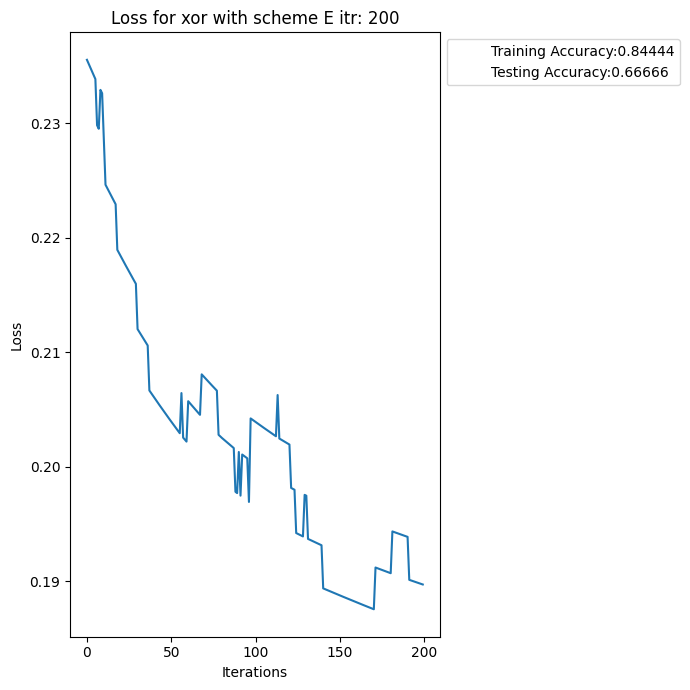 Loss for xor with scheme E itr: 200
Training Accuracy:0.84444
Testing Accuracy:0.66666
0.23
0.22
0.21
0.20
0.19
Loss
0 50 100 150 200
Iterations